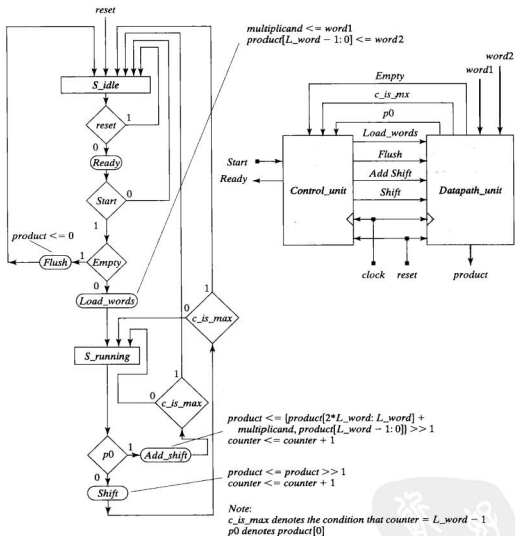 reset
multiplicand <= word1
product[L_word − 1: 0] <= word2
S_idle
reset
1
0
Ready
Start
0
1
product <= 0
Flush
1
Empty
0
Load_words
S_running
1
0
c_is_max
1
0
c_is_max
p0
1
Add_shift
0
Shift
product <= {product[2*L_word: L_word] +
multiplicand, product[L_word − 1: 0]} >> 1
counter <= counter + 1
product <= product >> 1
counter <= counter + 1
Note:
c_is_max denotes the condition that counter = L_word − 1
p0 denotes product[0]
word2
word1
Empty
c_is_mx
p0
Load_words
Flush
Add Shift
Shift
Start
Ready
Control_unit
Datapath_unit
clock
reset
product